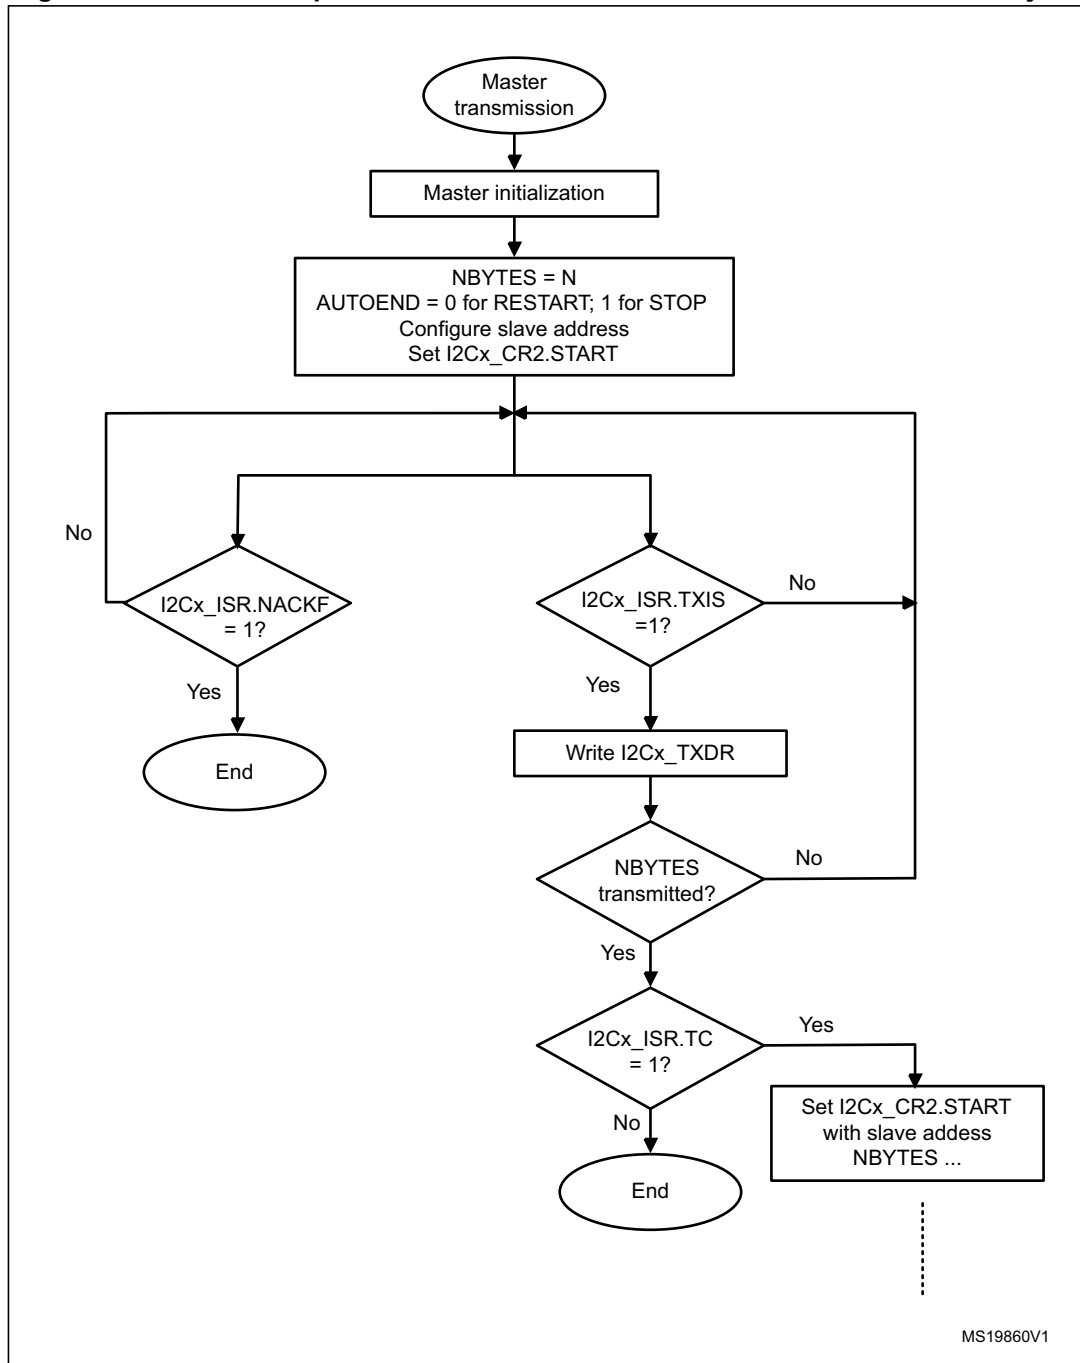 Master
transmission
Master initialization
NBYTES = N
AUTOEND = 0 for RESTART; 1 for STOP
Configure slave address
Set I2Cx_CR2.START
No
I2Cx_ISR.NACKF
= 1?
Yes
End
I2Cx_ISR.TXIS
=1?
No
Yes
Write I2Cx_TXDR
NBYTES
transmitted?
No
Yes
I2Cx_ISR.TC
= 1?
Yes
No
End
Set I2Cx_CR2.START
with slave addess
NBYTES ...
MS19860V1